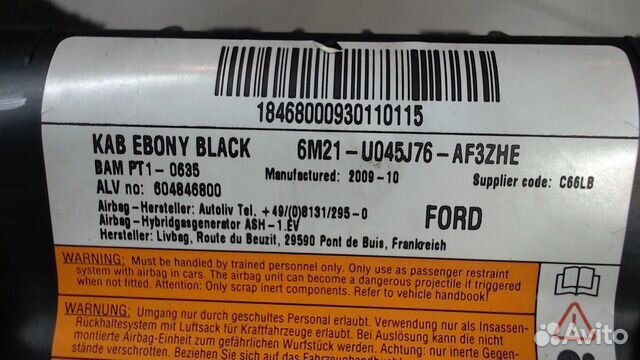 18468000930110115
KAB EBONY BLACK 6M21-U045J76-AF3ZHE
BAM PT1-0635 Manufactured: 2009-10 Supplier code: C66LB
ALV no: 604846800
Airbag-Hersteller: Autoliv Tel.+49/(0)8131/295-0 FORD
Airbag-Hybridgasgenerator ASH-1.EV
Hersteller: Livbag, Route du Beuzit, 29590 Pont de Buis, Frankreich
WARNING: Must be handled by trained personnel only. Only use as passenger restraint
system with airbag in cars. The airbag unit can become a dangerous projectile if triggered
when not fitted. Attention: Only scrap inert components. Refer to vehicle handbook!
WARNUNG: Umgang nur durch geschultes Personal erlaubt. Verwendung nur als Insassen-
Rückhaltesystem mit Luftsack für Kraftfahrzeuge erlaubt. Bei Auslösung kann die nicht
montierte Airbag-Einheit zum gefährlichen Wurfstück werden. Achtung: Nur inerte Gegen-
stände verschrotten. Beziehen Sie sich auf das
Avito